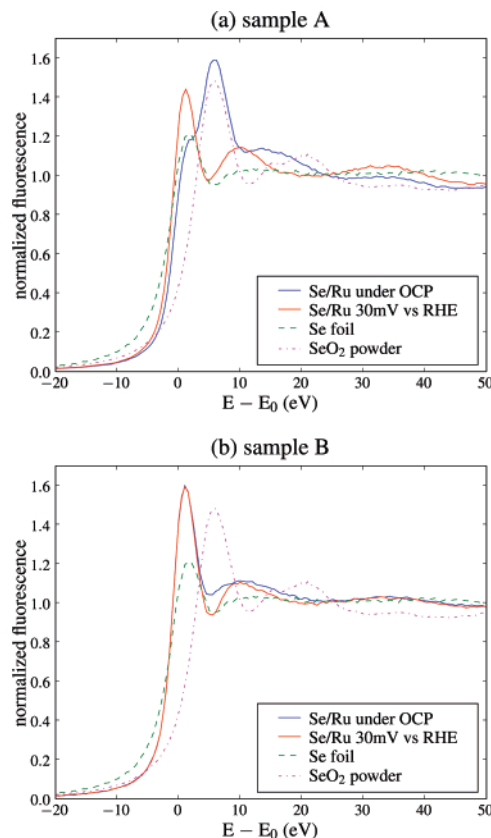 (a) sample A
normalized fluorescence
1.6
1.4
1.2
1.0
0.8
0.6
0.4
0.2
0.0
Se/Ru under OCP
Se/Ru 30mV vs RHE
Se foil
SeO₂ powder
−20 −10 0 10 20 30 40 50
E − E₀ (eV)
(b) sample B
normalized fluorescence
1.6
1.4
1.2
1.0
0.8
0.6
0.4
0.2
0.0
Se/Ru under OCP
Se/Ru 30mV vs RHE
Se foil
SeO₂ powder
−20 −10 0 10 20 30 40 50
E − E₀ (eV)